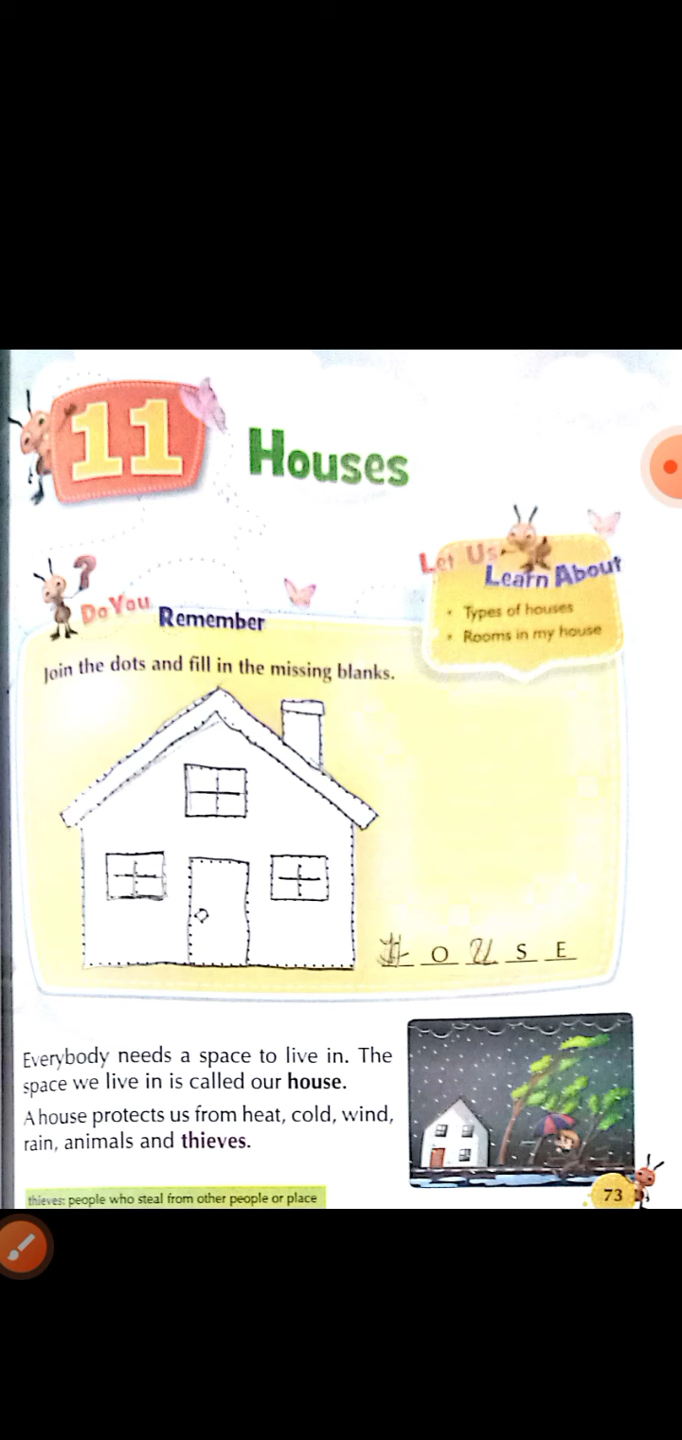 11
Houses
Let Us
Learn About
• Types of houses
• Rooms in my house
?
Do You Remember
Join the dots and fill in the missing blanks.
H O U S E
Everybody needs a space to live in. The
space we live in is called our house.
A house protects us from heat, cold, wind,
rain, animals and thieves.
thieves: people who steal from other people or place
73